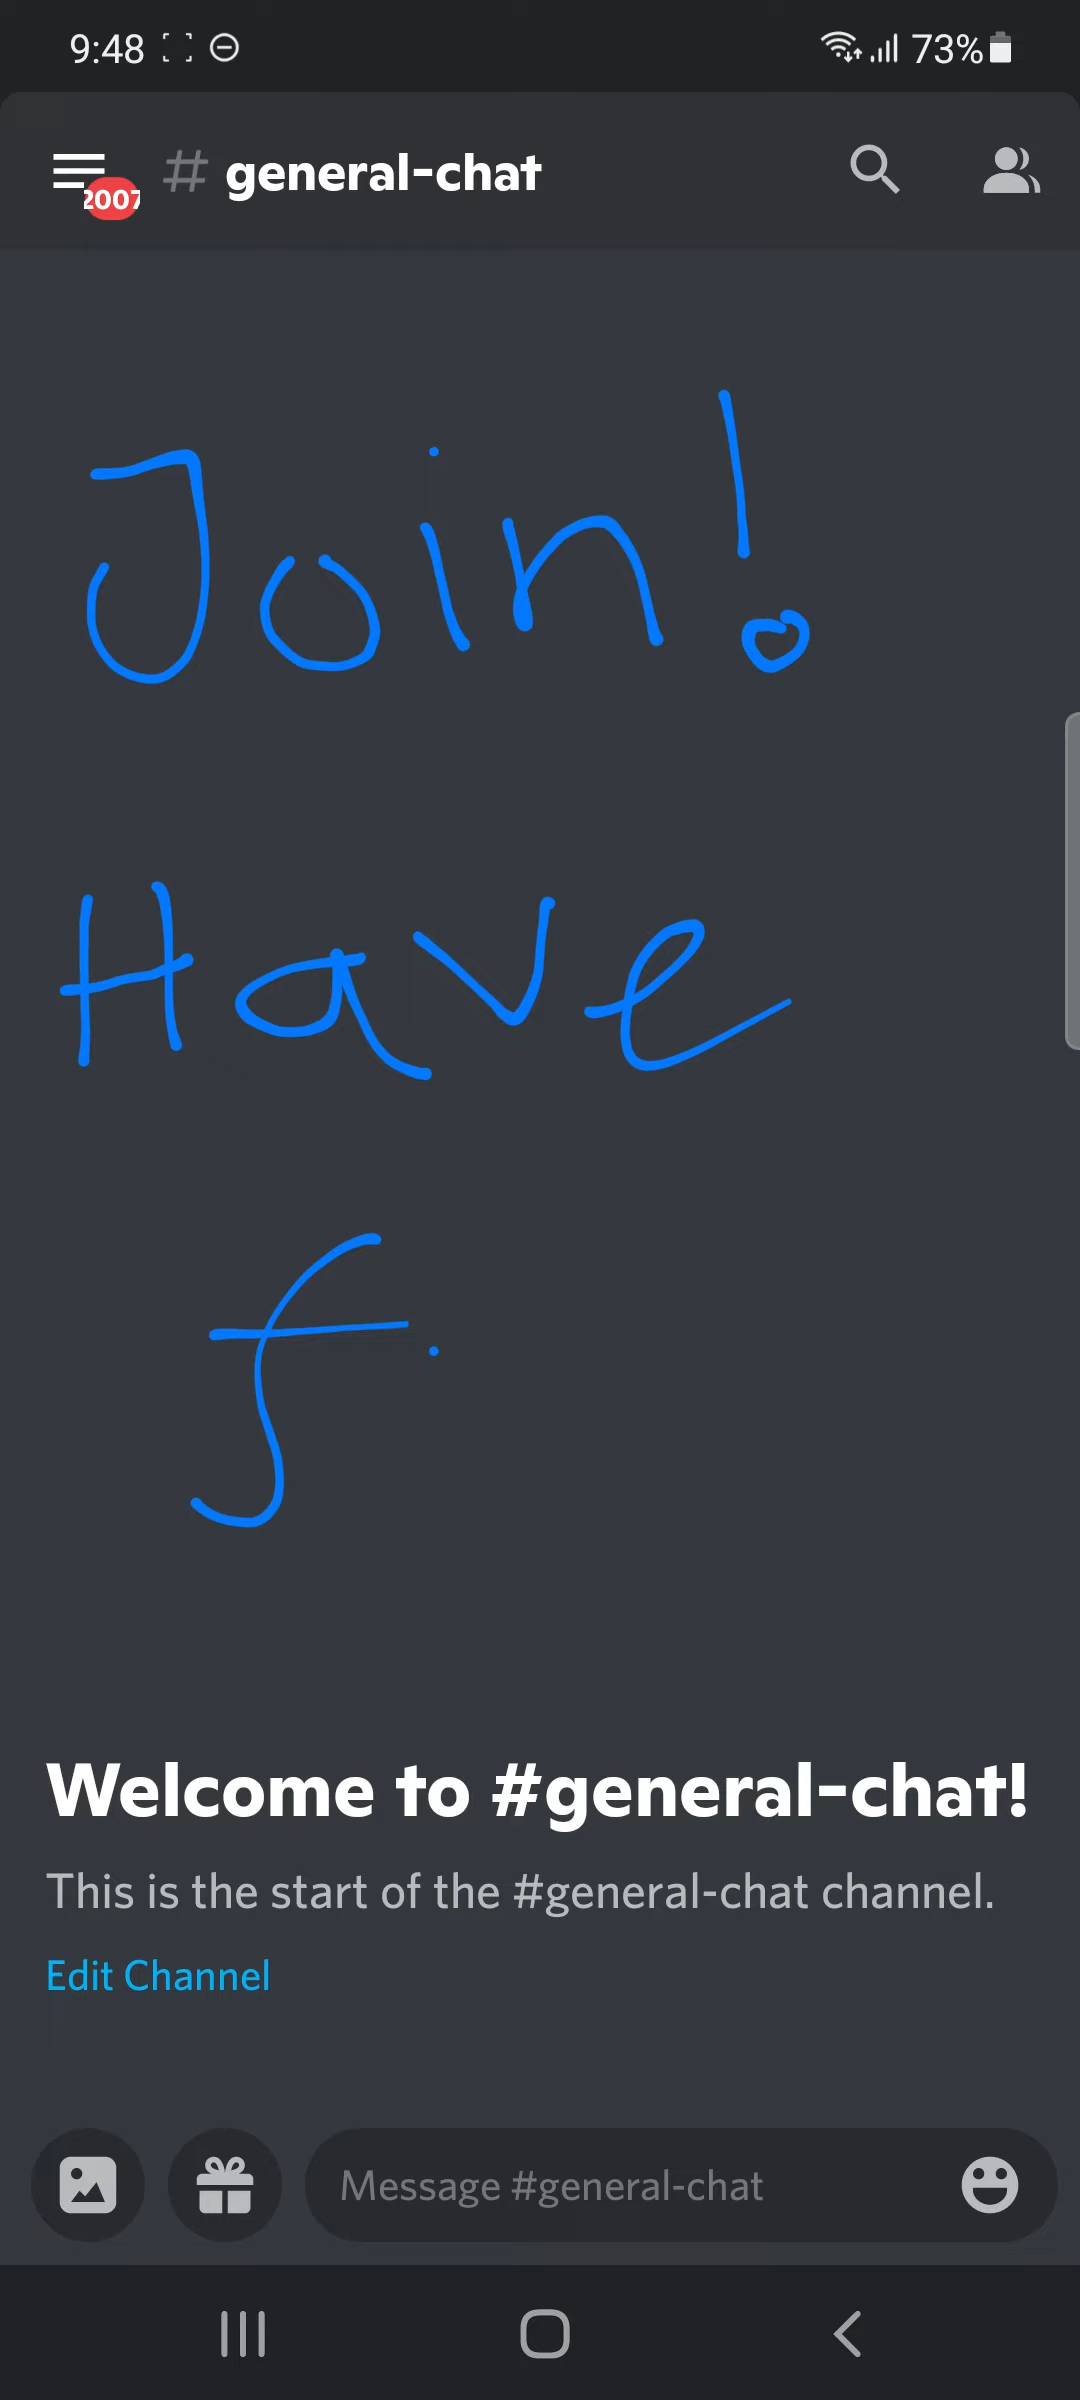 9:48 73%
2007 # general-chat
Join!
Have
f
Welcome to #general-chat!
This is the start of the #general-chat channel.
Edit Channel
Message #general-chat